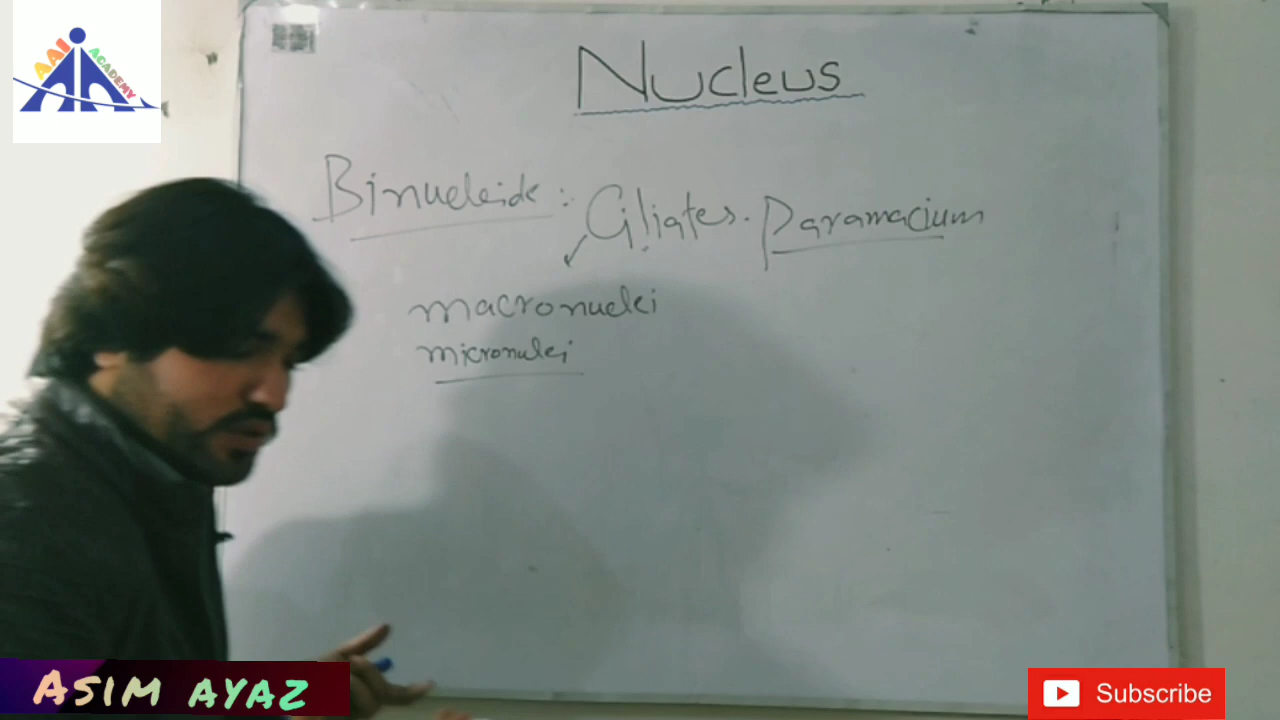 AAI ACADEMY
Nucleus
Binucleide :- Ciliates. Paramacium
macronuclei
micronulei
ASIM AYAZ
Subscribe